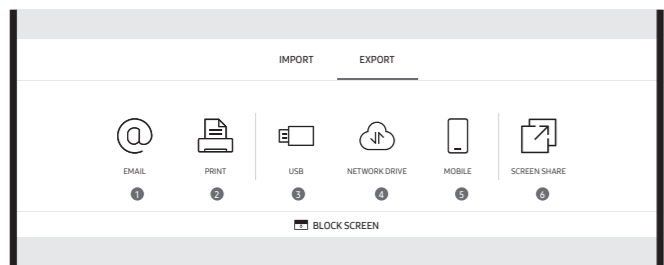 IMPORT EXPORT
EMAIL PRINT USB NETWORK DRIVE MOBILE SCREEN SHARE
1 2 3 4 5 6
BLOCK SCREEN